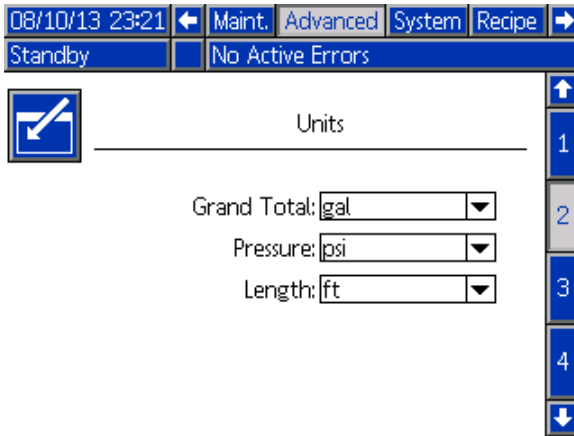 08/10/13 23:21 Maint. Advanced System Recipe
Standby No Active Errors
Units
1
Grand Total: gal
2
Pressure: psi
Length: ft
3
4